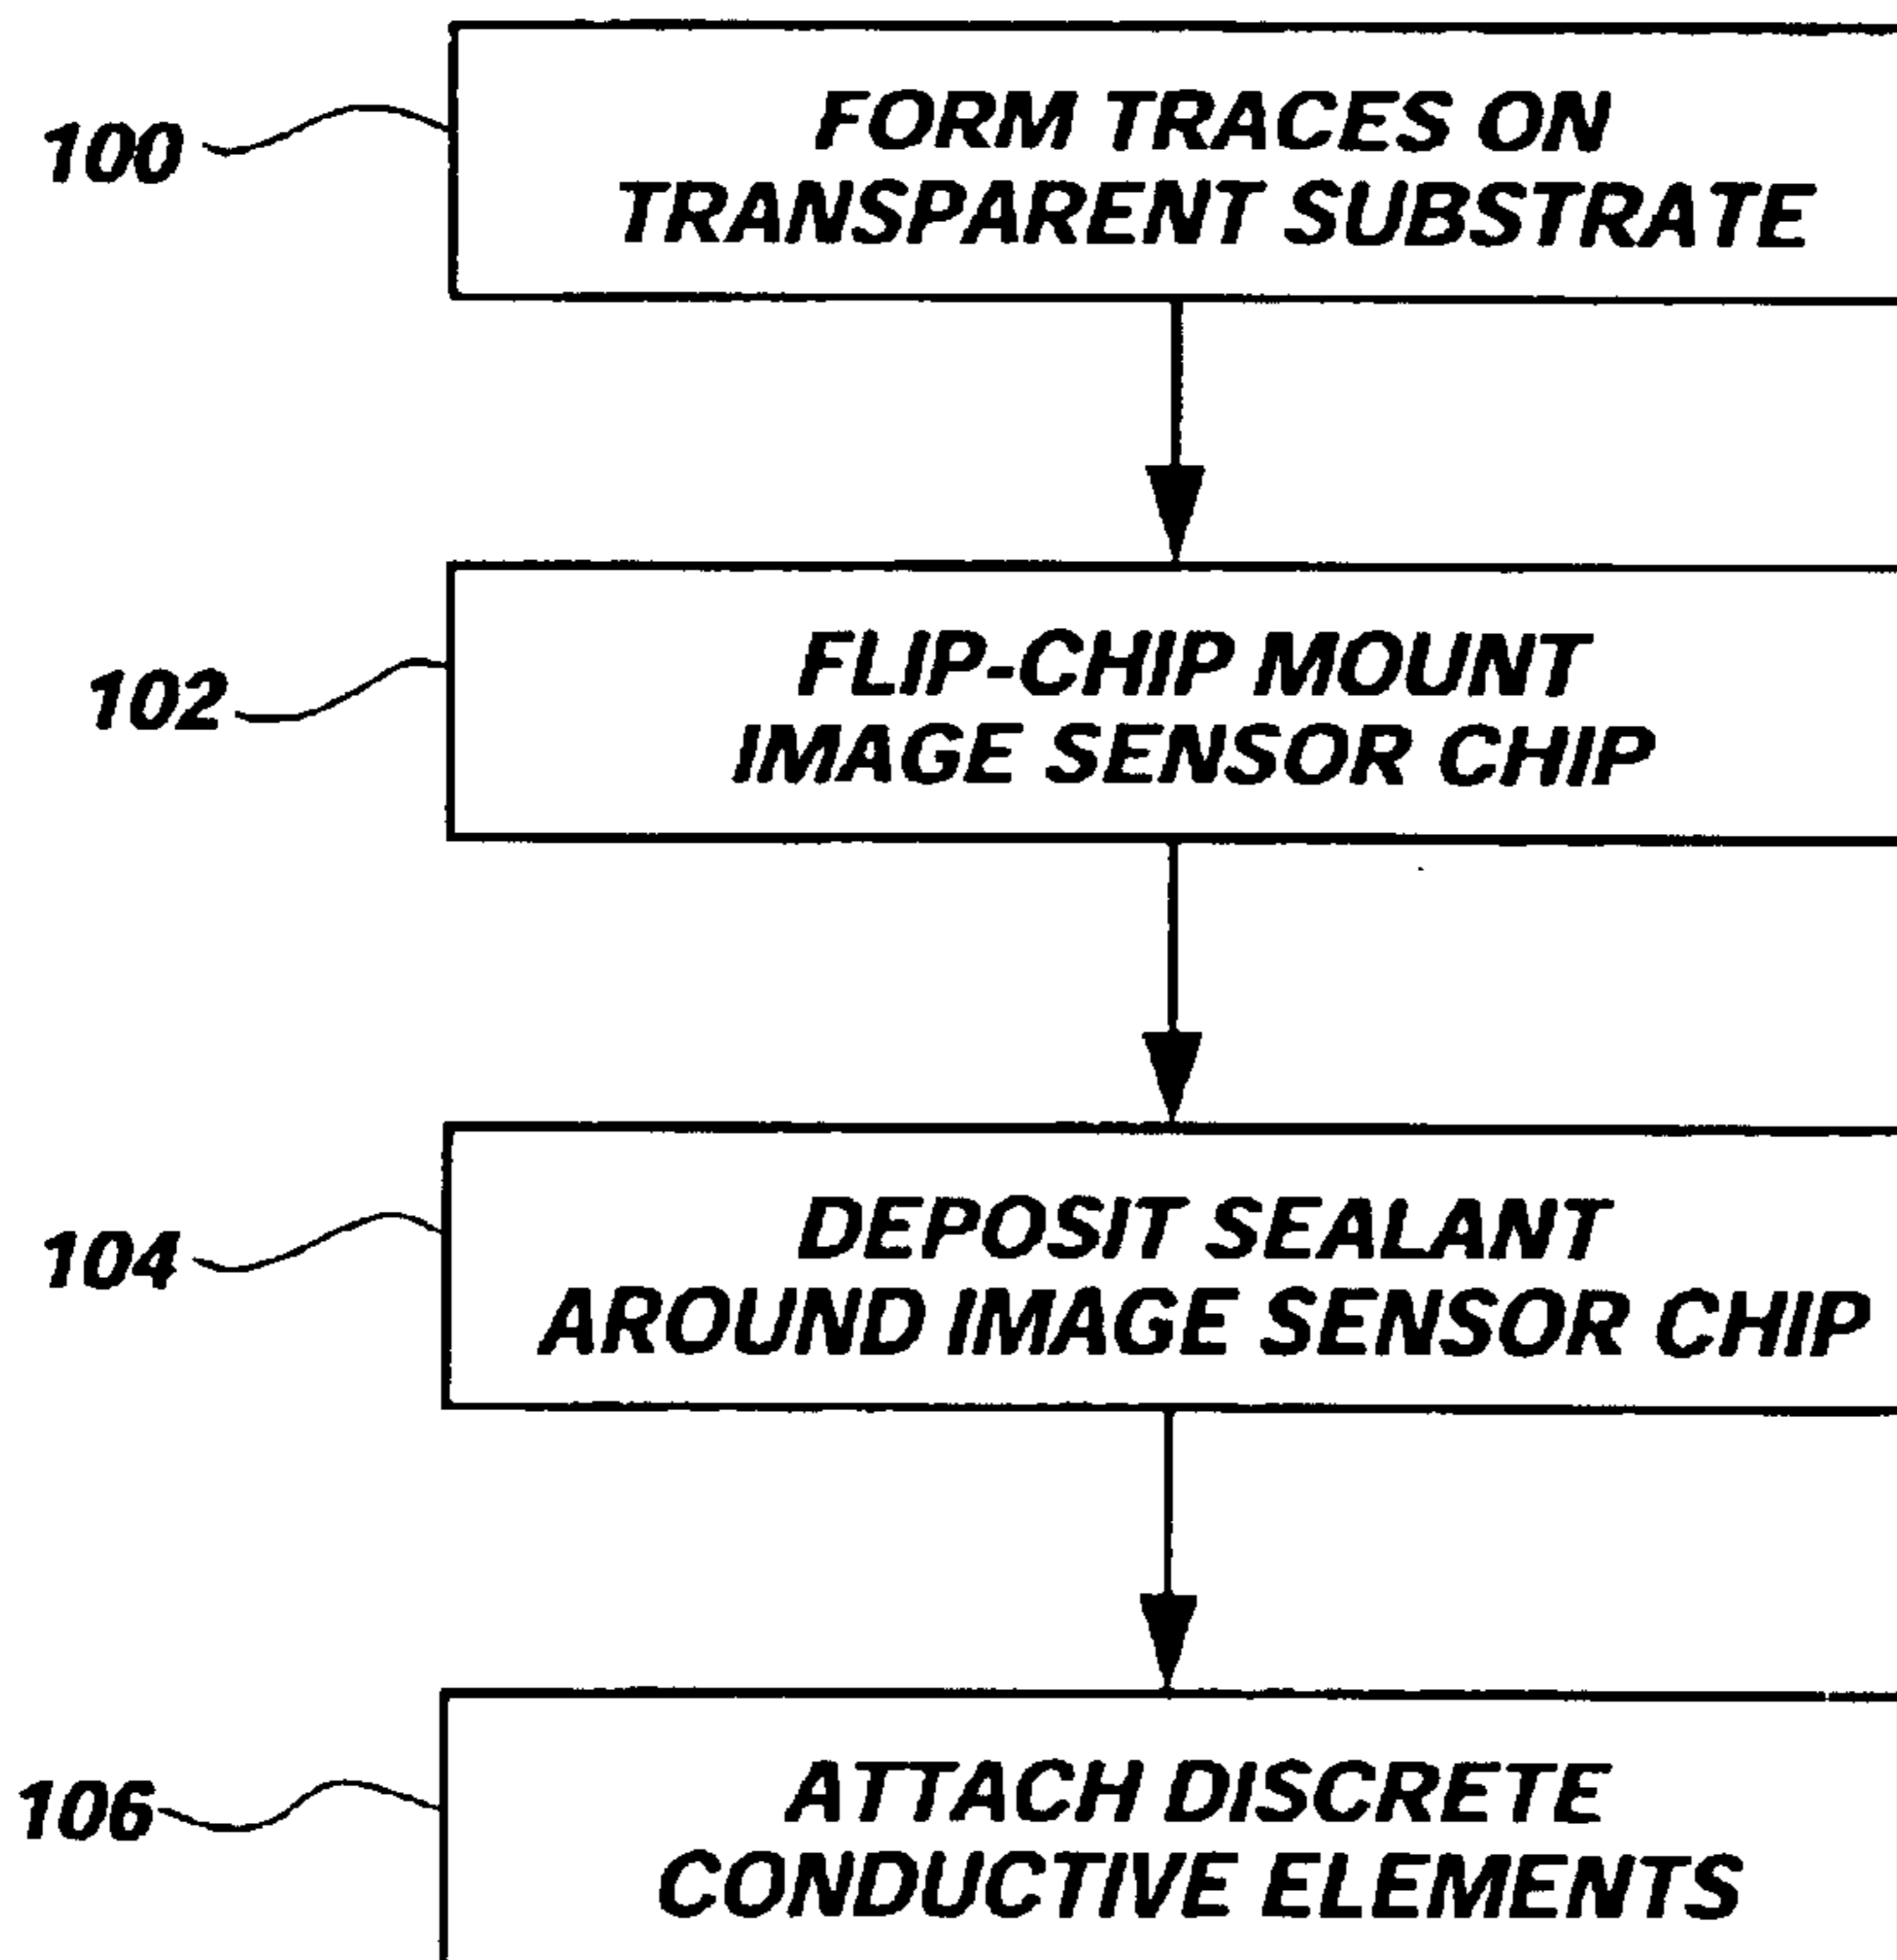 100
FORM TRACES ON
TRANSPARENT SUBSTRATE
102
FLIP-CHIP MOUNT
IMAGE SENSOR CHIP
104
DEPOSIT SEALANT
AROUND IMAGE SENSOR CHIP
106
ATTACH DISCRETE
CONDUCTIVE ELEMENTS